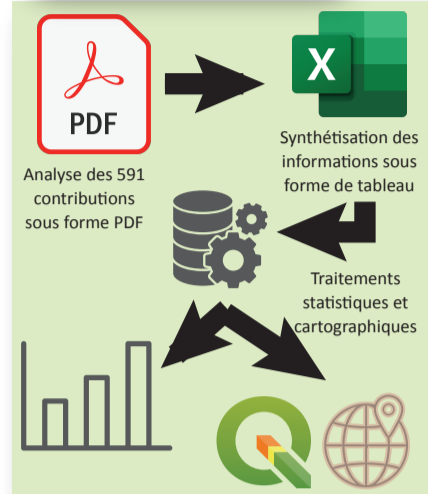 PDF
X
Analyse des 591
contributions
sous forme PDF
Synthétisation des
informations sous
forme de tableau
Traitements
statistiques et
cartographiques